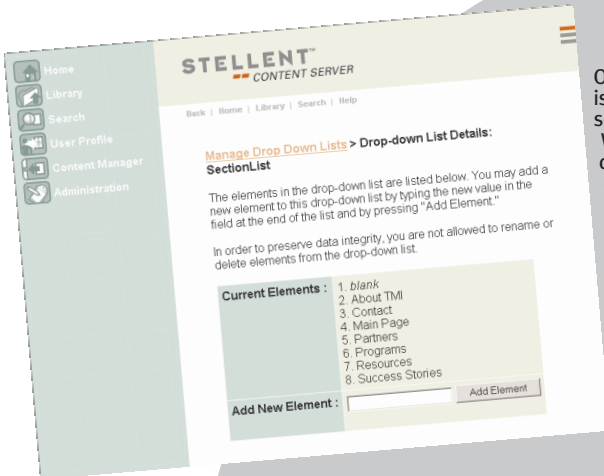 Home
Library
Search
User Profile
Content Manager
Administration
STELLENT™
CONTENT SERVER
Back | Home | Library | Search | Help
Manage Drop Down Lists > Drop-down List Details:
SectionList
The elements in the drop-down list are listed below. You may add a
new element to this drop-down list by typing the new value in the
field at the end of the list and by pressing "Add Element."
In order to preserve data integrity, you are not allowed to rename or
delete elements from the drop-down list.
Current Elements :
1. blank
2. About TMI
3. Contact
4. Main Page
5. Partners
6. Programs
7. Resources
8. Success Stories
Add New Element :
Add Element